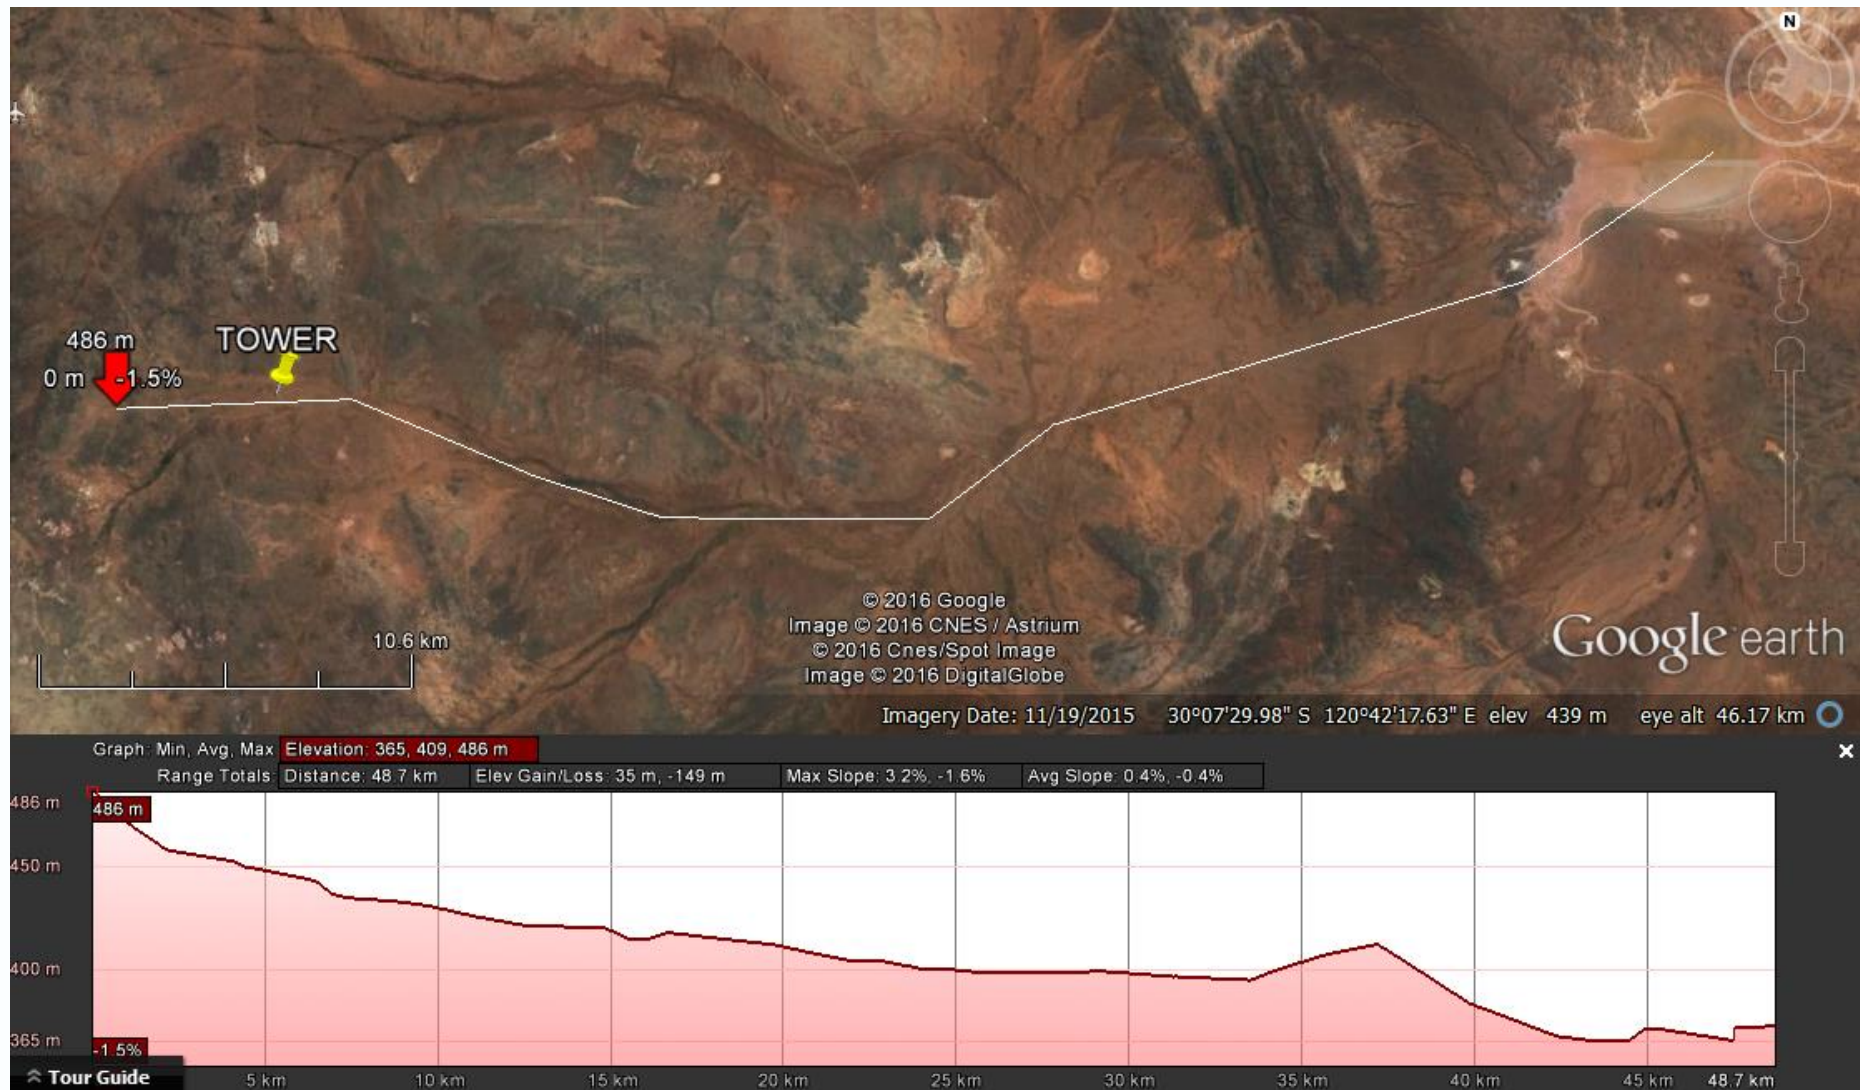 N
486 m
TOWER
0 m
-1.5%
© 2016 Google
Image © 2016 CNES / Astrium
© 2016 Cnes/Spot Image
Image © 2016 DigitalGlobe
Google earth
10.6 km
Imagery Date: 11/19/2015 30°07'29.98" S 120°42'17.63" E elev 439 m eye alt 46.17 km
Graph: Min, Avg, Max Elevation: 365, 409, 486 m
Range Totals: Distance: 48.7 km Elev Gain/Loss: 35 m, -149 m Max Slope: 3.2%, -1.6% Avg Slope: 0.4%, -0.4%
486 m
486 m
450 m
400 m
365 m
-1.5%
Tour Guide
5 km 10 km 15 km 20 km 25 km 30 km 35 km 40 km 45 km 48.7 km